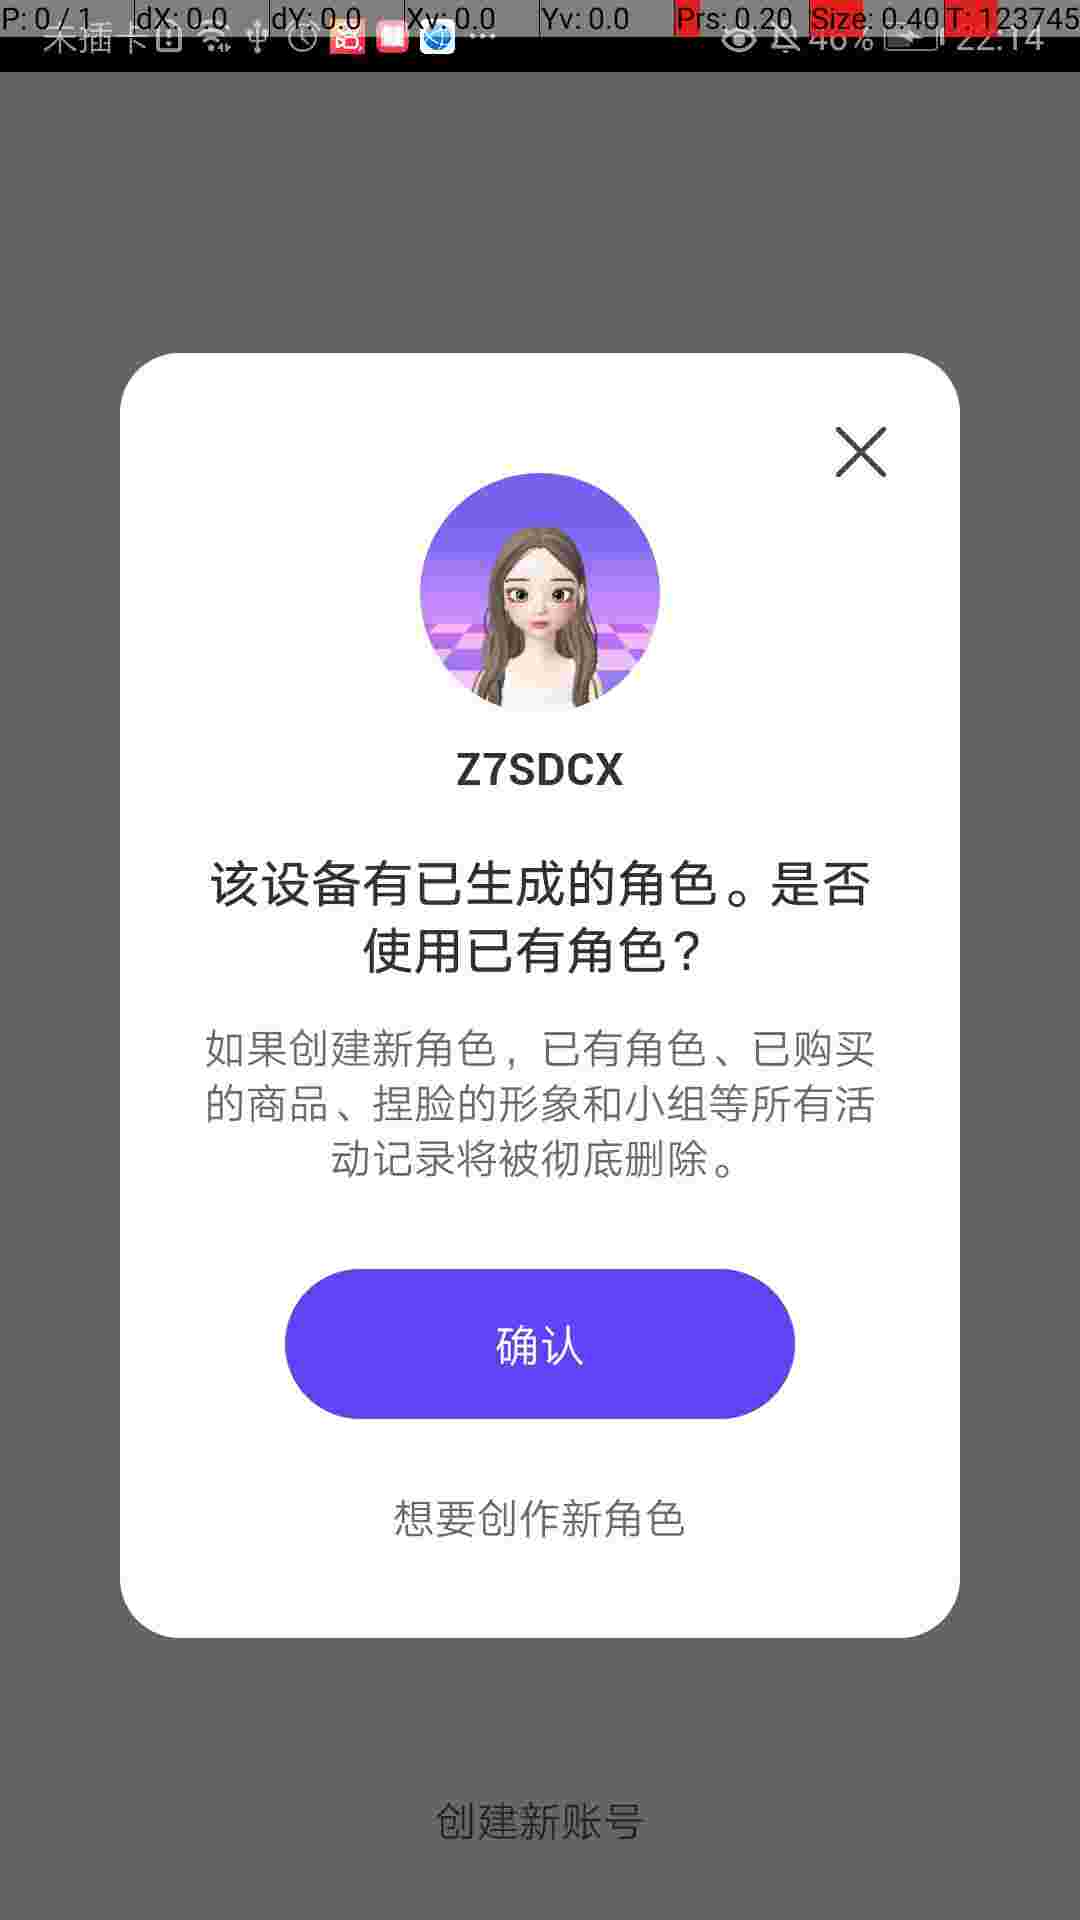 P: 0 / 1 dX: 0.0 dY: 0.0 Xv: 0.0 Yv: 0.0 Prs: 0.20 Size: 0.40 T: 123745
未插卡 46% 22:14
Z7SDCX
该设备有已生成的角色。是否
使用已有角色？
如果创建新角色，已有角色、已购买
的商品、捏脸的形象和小组等所有活
动记录将被彻底删除。
确认
想要创作新角色
创建新账号